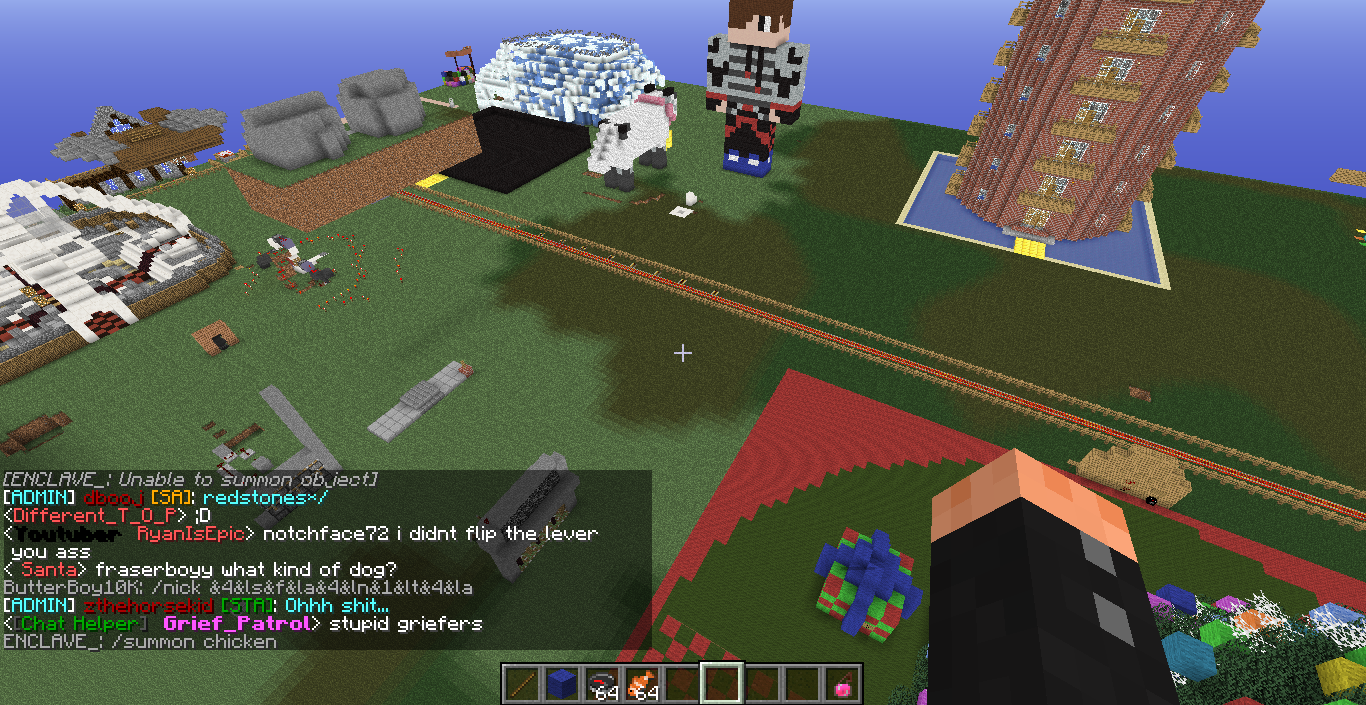 [ENCLAVE_: Unable to summon object]
[ADMIN] dbooj [SA]: redstones×/
<Different_T_O_P> ;D
<Youtuber RyanIsEpic> notchface72 i didnt flip the lever
you ass
< Santa> fraserboyy what kind of dog?
ButterBoy10K: /nick &4&ls&f&la&4&ln&1&lt&4&la
[ADMIN] zthehorsekid [STA]: Ohhh shit...
<[Chat Helper] Grief_Patrol> stupid griefers
ENCLAVE_: /summon chicken
64 64